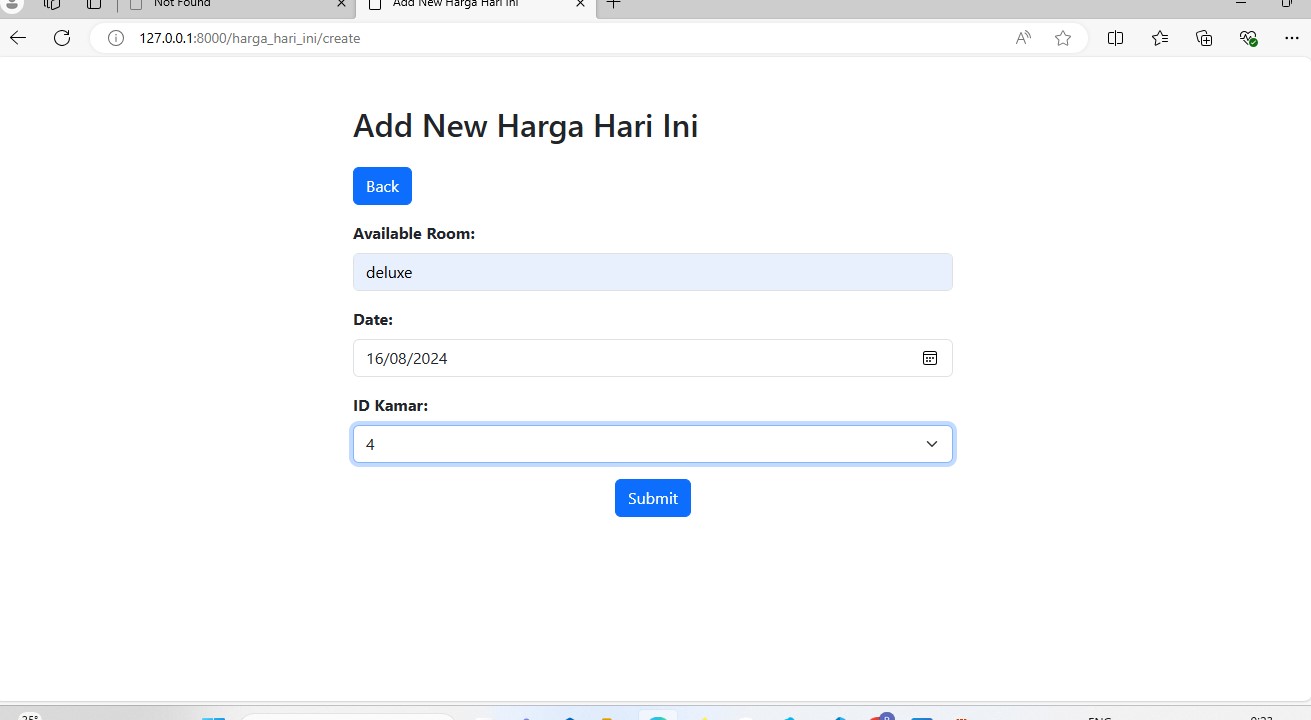 Not Found
Add New Harga Hari Ini
127.0.0.1:8000/harga_hari_ini/create
Add New Harga Hari Ini
Back
Available Room:
deluxe
Date:
16/08/2024
ID Kamar:
4
Submit